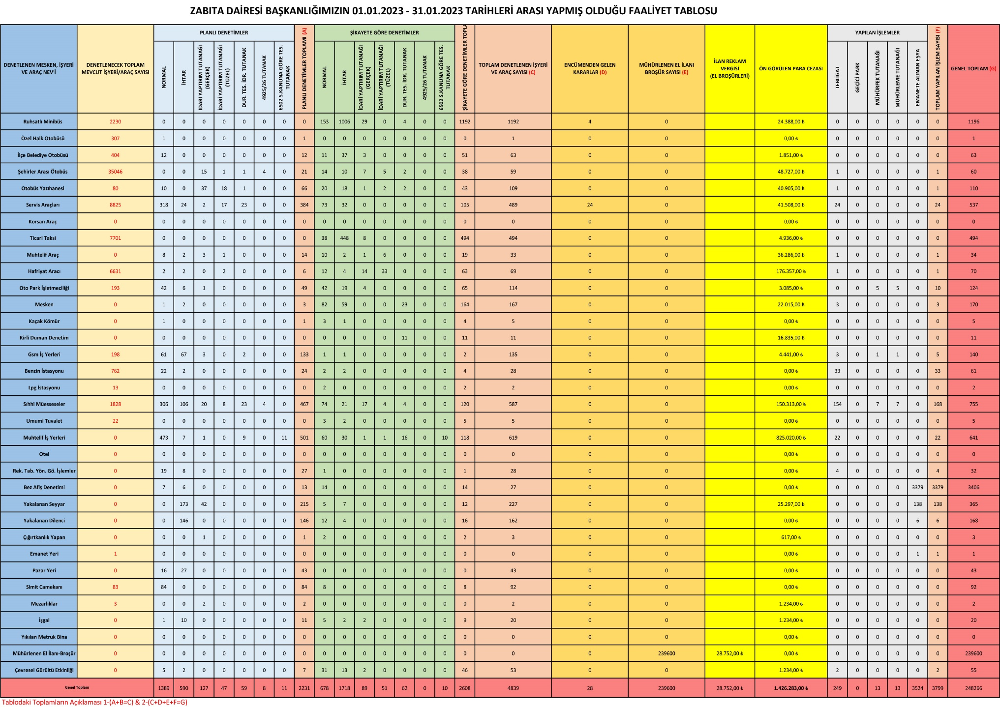 ZABITA DAİRESİ BAŞKANLIĞIMIZIN 01.01.2023 - 31.01.2023 TARİHLERİ ARASI YAPMIŞ OLDUĞU FAALİYET TABLOSU
DENETLENEN MESKEN, İŞYERİ VE ARAÇ NEV'İ
DENETLENECEK TOPLAM MEVCUT İŞYERİ/ARAÇ SAYISI
PLANLI DENETİMLER
NORMAL
İHTAR
İDARİ YAPTIRIM TUTANAĞI (GERÇEK)
İDARİ YAPTIRIM TUTANAĞI (TÜZEL)
DUR. TES. İDR. TUTANAK
4925/26 TUTANAK
6502 S.KANUNA GÖRE TES. TUTANAK
PLANLI DENETİMLER TOPLAMI (A)
ŞİKAYETE GÖRE DENETİMLER
NORMAL
İHTAR
İDARİ YAPTIRIM TUTANAĞI (GERÇEK)
İDARİ YAPTIRIM TUTANAĞI (TÜZEL)
DUR. TES. İDR. TUTANAK
4925/26 TUTANAK
6502 S.KANUNA GÖRE TES. TUTANAK
ŞİKAYETE GÖRE DENETİMLER
TOPLAM DENETLENEN İŞYERİ VE ARAÇ SAYISI (C)
ENCÜMENDEN GELEN KARARLAR (D)
MÜHÜRLENEN EL İLANI BROŞÜR SAYISI (E)
İLAN REKLAM VERGİSİ (EL BROŞÜRLERİ)
ÖN GÖRÜLEN PARA CEZASI
YAPILAN İŞLEMLER
TEBLİGAT
GEÇİCİ PARK
MÜHÜRFEK TUTANAĞI
MÜHÜRLEME TUTANAĞI
EMANETE ALINAN EŞYA
TOPLAM YAPILAN İŞLEM SAYISI (F)
GENEL TOPLAM (G)
Ruhsatlı Minibüs 2230 0 0 0 0 0 0 0 0 153 1006 29 0 4 0 0 1192 1192 4 0 24.388,00 ₺ 0 0 0 0 0 0 1196
Özel Halk Otobüsü 307 1 0 0 0 0 0 0 1 0 0 0 0 0 0 0 0 1 0 0 0,00 ₺ 0 0 0 0 0 0 1
İlçe Belediye Otobüsü 404 12 0 0 0 0 0 0 12 11 37 3 0 0 0 0 51 63 0 0 1.851,00 ₺ 0 0 0 0 0 0 63
Şehirler Arası Ötobüs 35046 0 0 15 1 1 4 0 21 14 10 7 5 2 0 0 38 59 0 0 48.727,00 ₺ 1 0 0 0 0 1 60
Otobüs Yazıhanesi 80 10 0 37 18 1 0 0 66 20 18 1 2 2 0 0 43 109 0 0 40.905,00 ₺ 1 0 0 0 0 1 110
Servis Araçları 8825 318 24 2 17 23 0 0 384 73 32 0 0 0 0 0 105 489 24 0 41.508,00 ₺ 24 0 0 0 0 24 537
Korsan Araç 0 0 0 0 0 0 0 0 0 0 0 0 0 0 0 0 0 0 0 0 0,00 ₺ 0 0 0 0 0 0 0
Ticari Taksi 7701 0 0 0 0 0 0 0 0 38 448 8 0 0 0 0 494 494 0 0 4.936,00 ₺ 0 0 0 0 0 0 494
Muhtelif Araç 0 8 2 3 1 0 0 0 14 10 2 1 6 0 0 0 19 33 0 0 36.286,00 ₺ 1 0 0 0 0 1 34
Hafriyat Aracı 6631 2 2 0 2 0 0 0 6 12 4 14 33 0 0 0 63 69 0 0 176.357,00 ₺ 1 0 0 0 0 1 70
Oto Park İşletmeciliği 193 42 6 1 0 0 0 0 49 42 19 4 0 0 0 0 65 114 0 0 3.085,00 ₺ 0 0 5 5 0 10 124
Mesken 0 1 2 0 0 0 0 0 3 82 59 0 0 23 0 0 164 167 0 0 22.015,00 ₺ 3 0 0 0 0 3 170
Kaçak Kömür 0 1 0 0 0 0 0 0 1 3 1 0 0 0 0 0 4 5 0 0 0,00 ₺ 0 0 0 0 0 0 5
Kirli Duman Denetim 0 0 0 0 0 0 0 0 0 0 0 0 0 11 0 0 11 11 0 0 16.835,00 ₺ 0 0 0 0 0 0 11
Gsm İş Yerleri 198 61 67 3 0 2 0 0 133 1 1 0 0 0 0 0 2 135 0 0 4.441,00 ₺ 3 0 1 1 0 5 140
Benzin İstasyonu 762 22 2 0 0 0 0 0 24 2 2 0 0 0 0 0 4 28 0 0 0,00 ₺ 33 0 0 0 0 33 61
Lpg İstasyonu 13 0 0 0 0 0 0 0 0 2 0 0 0 0 0 0 2 2 0 0 0,00 ₺ 0 0 0 0 0 0 2
Sıhhi Müesseseler 1828 306 106 20 8 23 4 0 467 74 21 17 4 4 0 0 120 587 0 0 150.313,00 ₺ 154 0 7 7 0 168 755
Umumi Tuvalet 22 0 0 0 0 0 0 0 0 3 2 0 0 0 0 0 5 5 0 0 0,00 ₺ 0 0 0 0 0 0 5
Muhtelif İş Yerleri 0 473 7 1 0 9 0 11 501 60 30 1 1 16 0 10 118 619 0 0 825.020,00 ₺ 22 0 0 0 0 22 641
Otel 0 0 0 0 0 0 0 0 0 0 0 0 0 0 0 0 0 0 0 0 0,00 ₺ 0 0 0 0 0 0 0
Rek. Tab. Yön. Gö. İşlemler 0 19 8 0 0 0 0 0 27 1 0 0 0 0 0 0 1 28 0 0 0,00 ₺ 4 0 0 0 0 4 32
Bez Afiş Denetimi 0 7 6 0 0 0 0 0 13 14 0 0 0 0 0 0 14 27 0 0 0,00 ₺ 0 0 0 0 3379 3379 3406
Yakalanan Seyyar 0 0 173 42 0 0 0 0 215 5 7 0 0 0 0 0 12 227 0 0 25.297,00 ₺ 0 0 0 0 138 138 365
Yakalanan Dilenci 0 0 146 0 0 0 0 0 146 12 4 0 0 0 0 0 16 162 0 0 0,00 ₺ 0 0 0 0 6 6 168
Çığırtkanlık Yapan 0 0 0 1 0 0 0 0 1 2 0 0 0 0 0 0 2 3 0 0 617,00 ₺ 0 0 0 0 0 0 3
Emanet Yeri 1 0 0 0 0 0 0 0 0 0 0 0 0 0 0 0 0 0 0 0 0,00 ₺ 0 0 0 0 1 1 1
Pazar Yeri 0 16 27 0 0 0 0 0 43 0 0 0 0 0 0 0 0 43 0 0 0,00 ₺ 0 0 0 0 0 0 43
Simit Camekanı 83 84 0 0 0 0 0 0 84 8 0 0 0 0 0 0 8 92 0 0 0,00 ₺ 0 0 0 0 0 0 92
Mezarlıklar 3 0 0 2 0 0 0 0 2 0 0 0 0 0 0 0 0 2 0 0 1.234,00 ₺ 0 0 0 0 0 0 2
İşgal 0 1 10 0 0 0 0 0 11 5 2 2 0 0 0 0 9 20 0 0 1.234,00 ₺ 0 0 0 0 0 0 20
Yıkılan Metruk Bina 0 0 0 0 0 0 0 0 0 0 0 0 0 0 0 0 0 0 0 0 0,00 ₺ 0 0 0 0 0 0 0
Mühürlenen El İlanı-Broşür 0 0 0 0 0 0 0 0 0 0 0 0 0 0 0 0 0 0 0 239600 28.752,00 ₺ 0,00 ₺ 0 0 0 0 0 0 239600
Çevresel Gürültü Etkinliği 0 5 2 0 0 0 0 0 7 31 13 2 0 0 0 0 46 53 0 0 1.234,00 ₺ 2 0 0 0 0 2 55
Genel Toplam 1389 590 127 47 59 8 11 2231 678 1718 89 51 62 0 10 2608 4839 28 239600 28.752,00 ₺ 1.426.283,00 ₺ 249 0 13 13 3524 3799 248266
Tablodaki Toplamların Açıklaması 1-(A+B=C) & 2-(C+D+E+F=G)